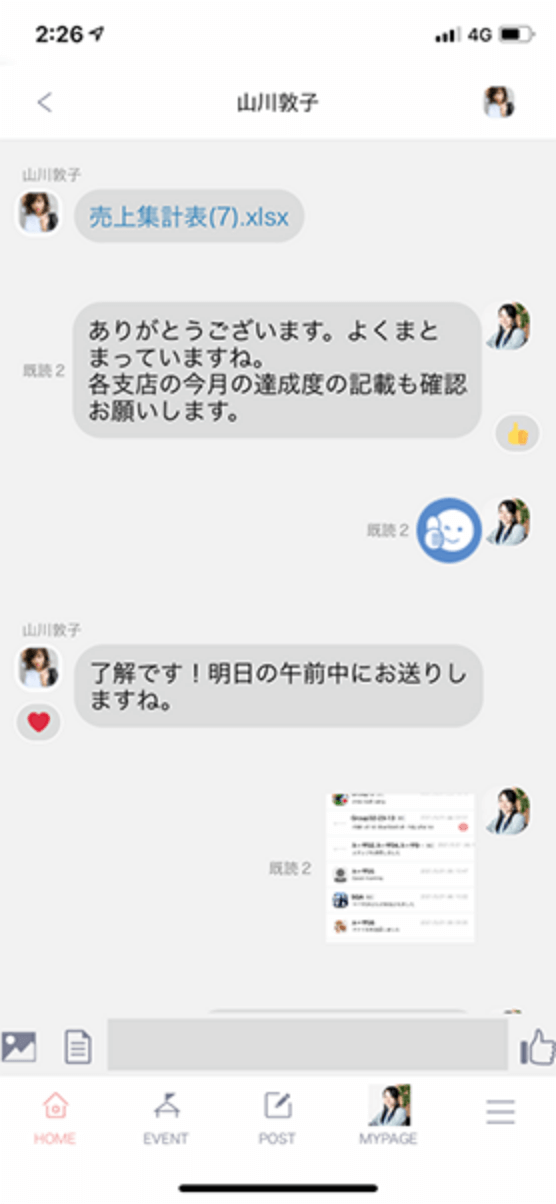 2:26
4G
山川敦子
山川敦子
売上集計表(7).xlsx
ありがとうございます。よくまと
まっていますね。
各支店の今月の達成度の記載も確認
お願いします。
既読 2
既読 2
山川敦子
了解です！明日の午前中にお送りし
ますね。
既読 2
HOME
EVENT
POST
MYPAGE